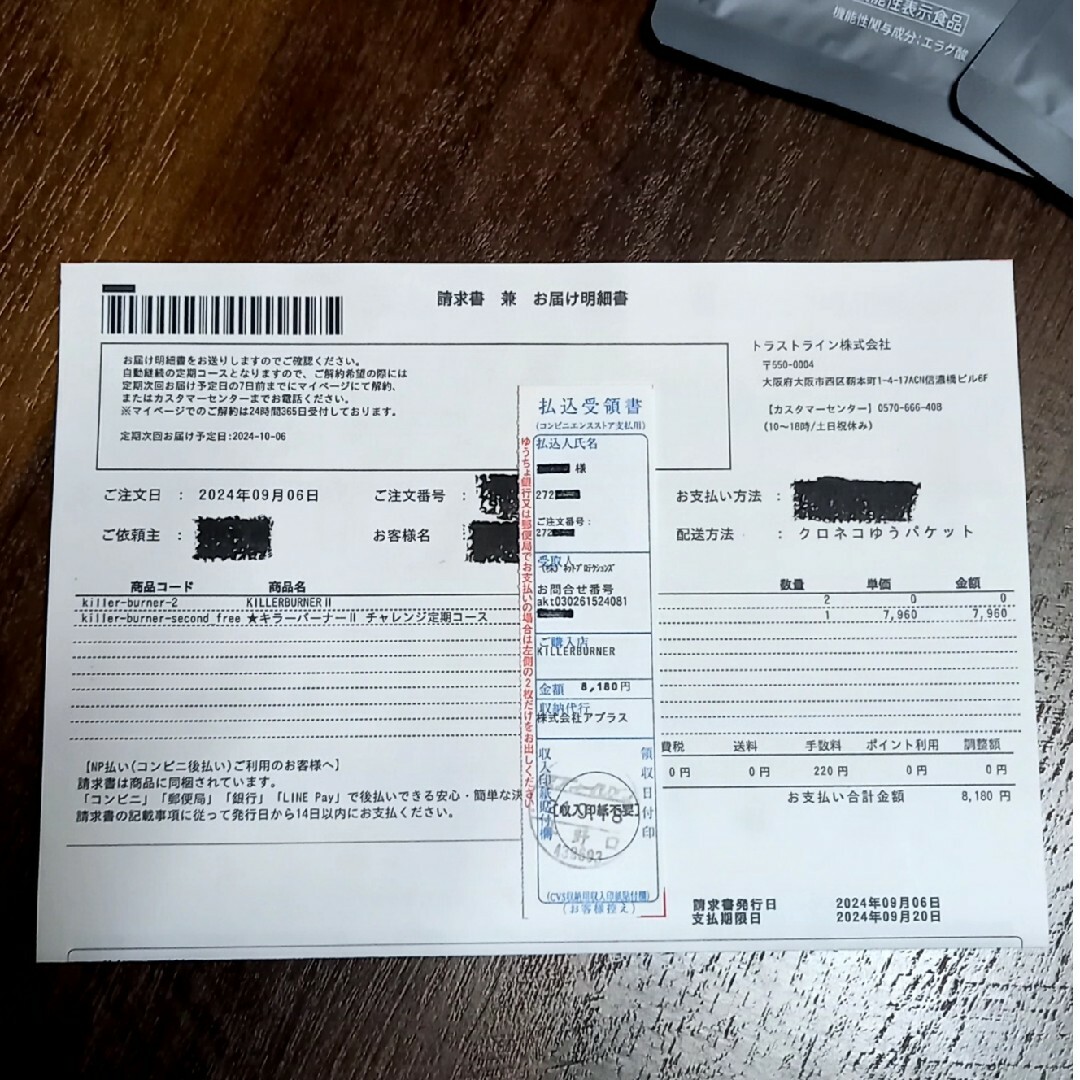 機能性表示食品
機能性関与成分:エラグ酸
請求書 兼 お届け明細書
お届け明細書をお送りしますのでご確認ください。
自動継続の定期コースとなりますので、ご解約希望の際には
定期次回お届け予定日の7日前までにマイページにて解約、
またはカスタマーセンターまでお電話ください。
※マイページでのご解約は24時間365日受付しております。
定期次回お届け予定日:2024-10-06
トラストライン株式会社
〒550-0004
大阪府大阪市西区靭本町1-4-17ACN信濃橋ビル6F
【カスタマーセンター】0570-666-408
(10～18時/土日祝休み)
ご注文日 : 2024年09月06日
ご注文番号 :
お支払い方法 :
ご依頼主 :
お客様名 :
配送方法 : クロネコゆうパケット
商品コード 商品名 数量 単価 金額
killer-burner-2 KILLERBURNERⅡ 2 0 0
killer-burner-second_free ★キラーバーナーⅡ チャレンジ定期コース 1 7,960 7,960
費税 送料 手数料 ポイント利用 調整額
0円 0円 220円 0円 0円
お支払い合計金額 8,180円
【NP払い(コンビニ後払い)ご利用のお客様へ】
請求書は商品に同梱されています。
「コンビニ」「郵便局」「銀行」「LINE Pay」で後払いできる安心・簡単な決
請求書の記載事項に従って発行日から14日以内にお支払ください。
請求書発行日 2024年09月06日
支払期限日 2024年09月20日
払込受領書
(コンビニエンスストア支払用)
ゆうちょ銀行又は郵便局でお支払いの場合は左側の2枚だけをお出しください。
払込人氏名
様
272
ご注文番号:
272
受取人
お問合せ番号
akt030261524081
ご購入店
KILLERBURNER
金額 8,180円
収納代行
株式会社アプラス
領収日付印
【収入印紙不要】
野口
(お客様控え)